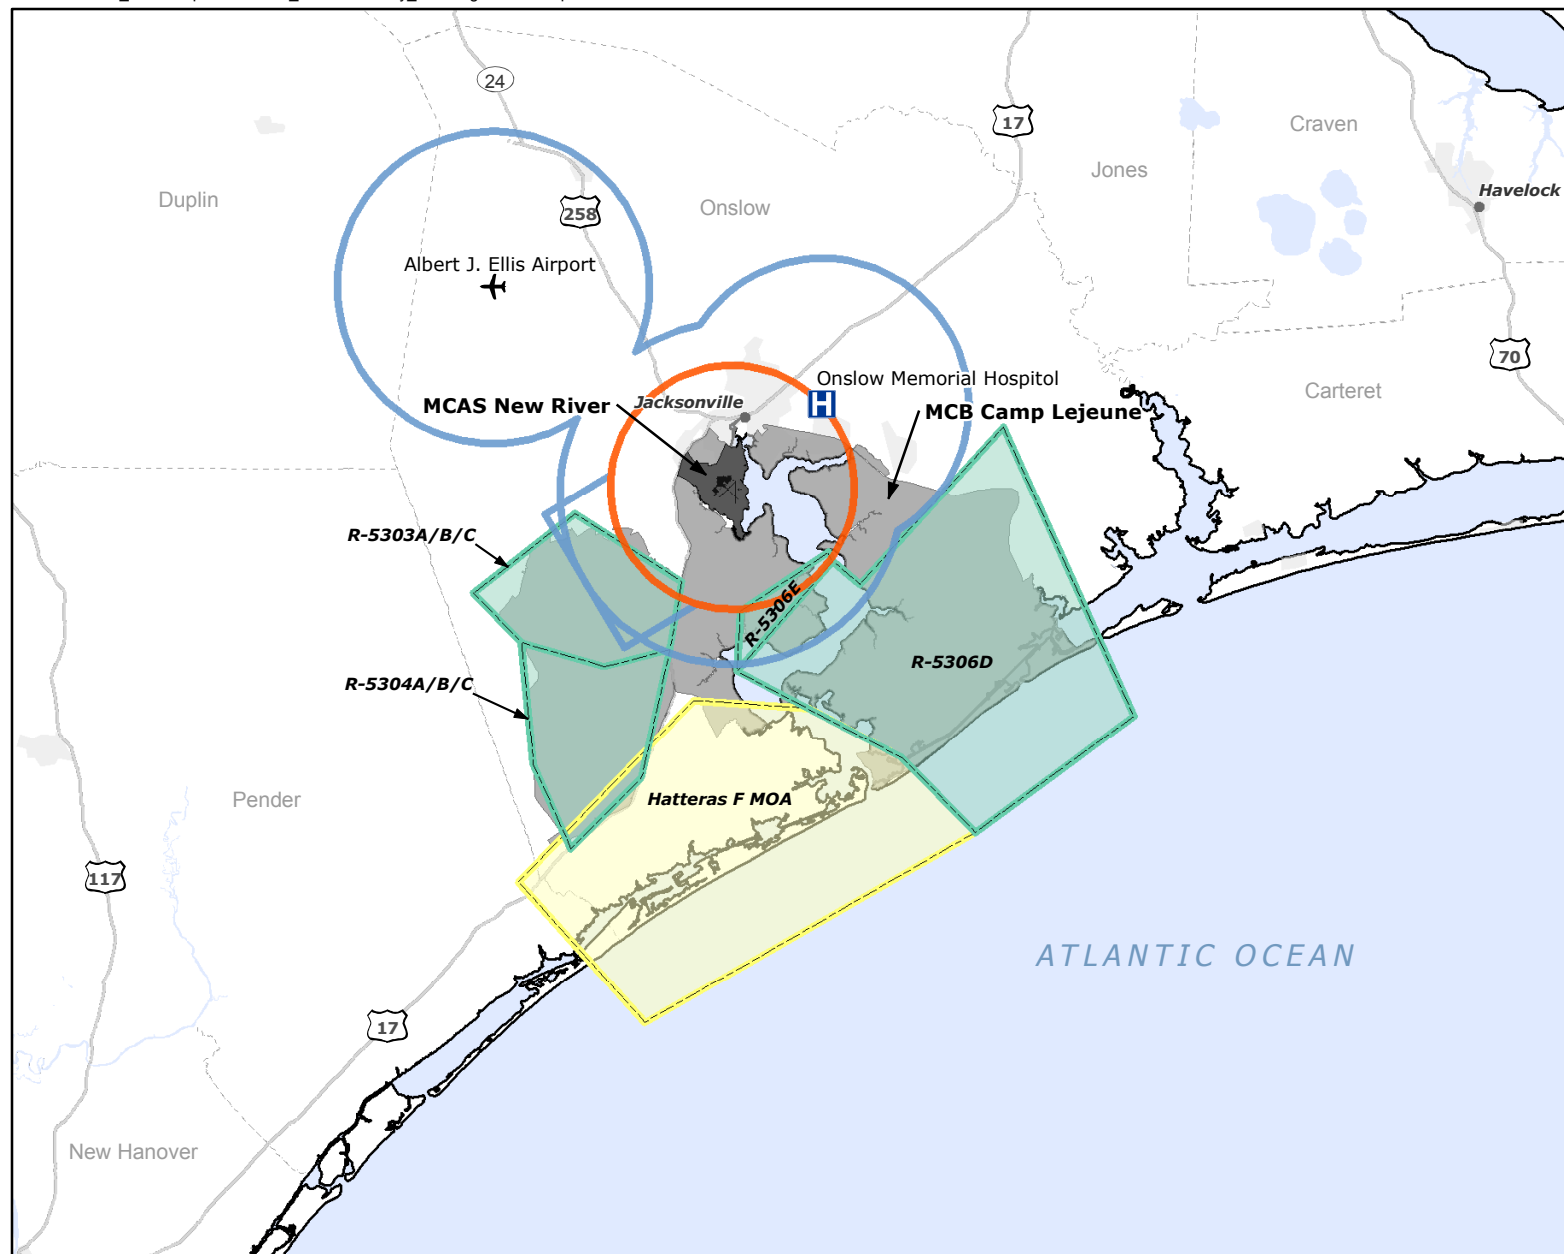 24
17
Craven
Jones
Havelock
Duplin
Onslow
258
Albert J. Ellis Airport
70
Onslow Memorial Hospitol
Carteret
MCAS New River
Jacksonville
H
MCB Camp Lejeune
R-5303A/B/C
R-5306E
R-5306D
R-5304A/B/C
Pender
Hatteras F MOA
117
ATLANTIC OCEAN
17
New Hanover